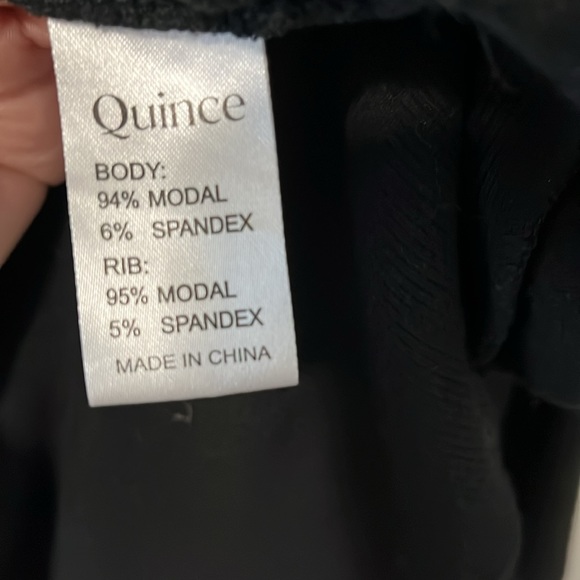 Quince
BODY:
94% MODAL
6% SPANDEX
RIB:
95% MODAL
5% SPANDEX
MADE IN CHINA